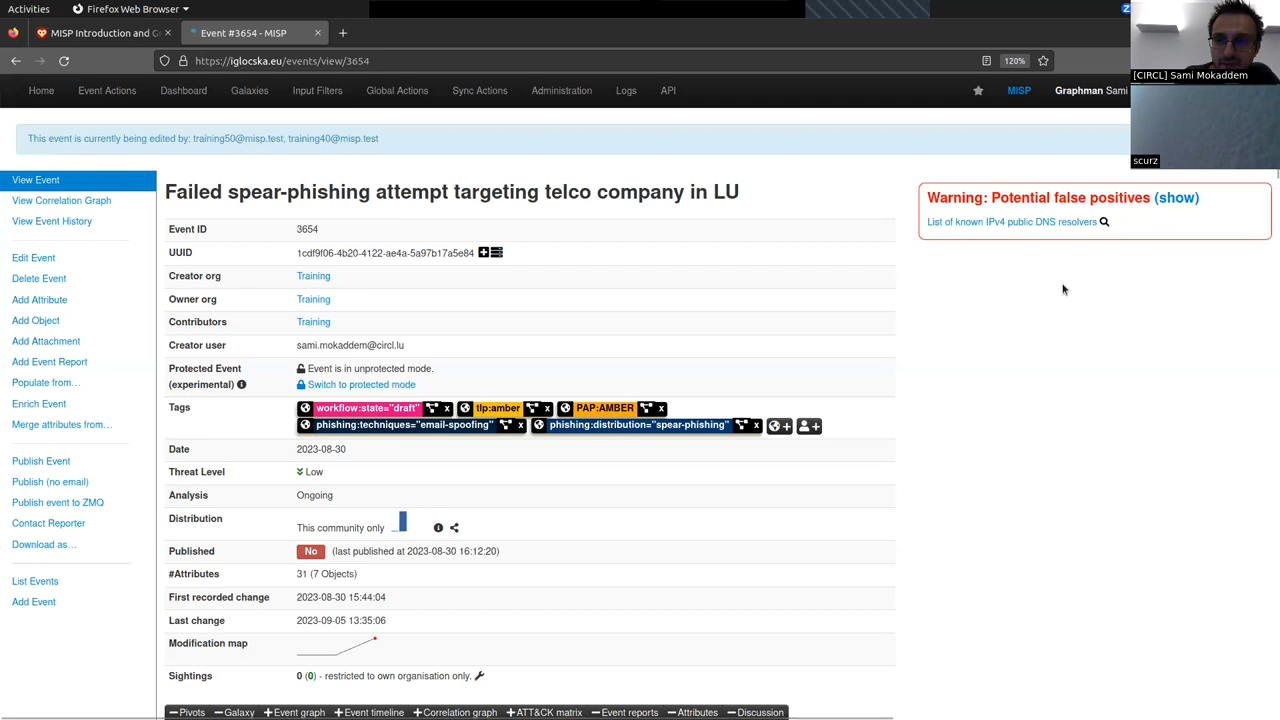 Activities Firefox Web Browser
MISP Introduction and G Event #3654 - MISP
https://iglocska.eu/events/view/3654 120%
[CIRCL] Sami Mokaddem
Home Event Actions Dashboard Galaxies Input Filters Global Actions Sync Actions Administration Logs API MISP Graphman Sami
This event is currently being edited by: training50@misp.test, training40@misp.test
scurz
View Event
View Correlation Graph
View Event History
Edit Event
Delete Event
Add Attribute
Add Object
Add Attachment
Add Event Report
Populate from...
Enrich Event
Merge attributes from...
Publish Event
Publish (no email)
Publish event to ZMQ
Contact Reporter
Download as...
List Events
Add Event
Failed spear-phishing attempt targeting telco company in LU
Event ID 3654
UUID 1cdf9f06-4b20-4122-ae4a-5a97b17a5e84
Creator org Training
Owner org Training
Contributors Training
Creator user sami.mokaddem@circl.lu
Protected Event (experimental) Event is in unprotected mode.
Switch to protected mode
Tags workflow:state="draft" x tlp:amber x PAP:AMBER x
phishing:techniques="email-spoofing" x phishing:distribution="spear-phishing" x + +
Date 2023-08-30
Threat Level Low
Analysis Ongoing
Distribution This community only
Published No (last published at 2023-08-30 16:12:20)
#Attributes 31 (7 Objects)
First recorded change 2023-08-30 15:44:04
Last change 2023-09-05 13:35:06
Modification map
Sightings 0 (0) - restricted to own organisation only.
Pivots Galaxy Event graph Event timeline Correlation graph ATT&CK matrix Event reports Attributes Discussion
Warning: Potential false positives (show)
List of known IPv4 public DNS resolvers